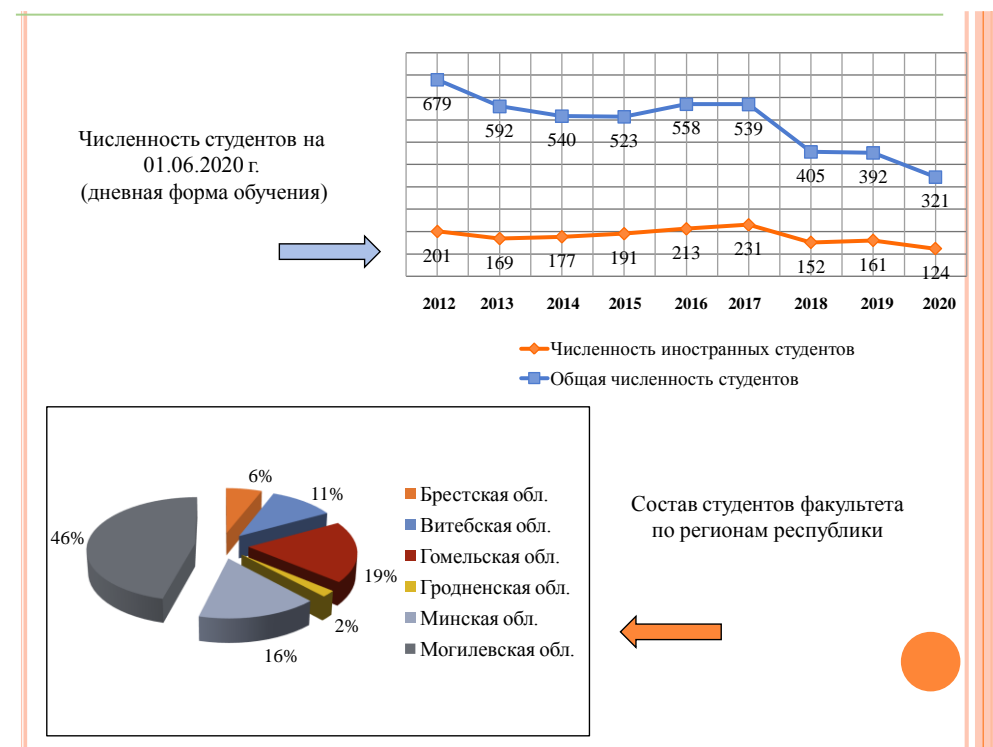 Численность студентов на
01.06.2020 г.
(дневная форма обучения)
679
592
540
523
558
539
405
392
321
201
169
177
191
213
231
152
161
124
2012 2013 2014 2015 2016 2017 2018 2019 2020
Численность иностранных студентов
Общая численность студентов
6%
11%
19%
2%
16%
46%
Брестская обл.
Витебская обл.
Гомельская обл.
Гродненская обл.
Минская обл.
Могилевская обл.
Состав студентов факультета
по регионам республики